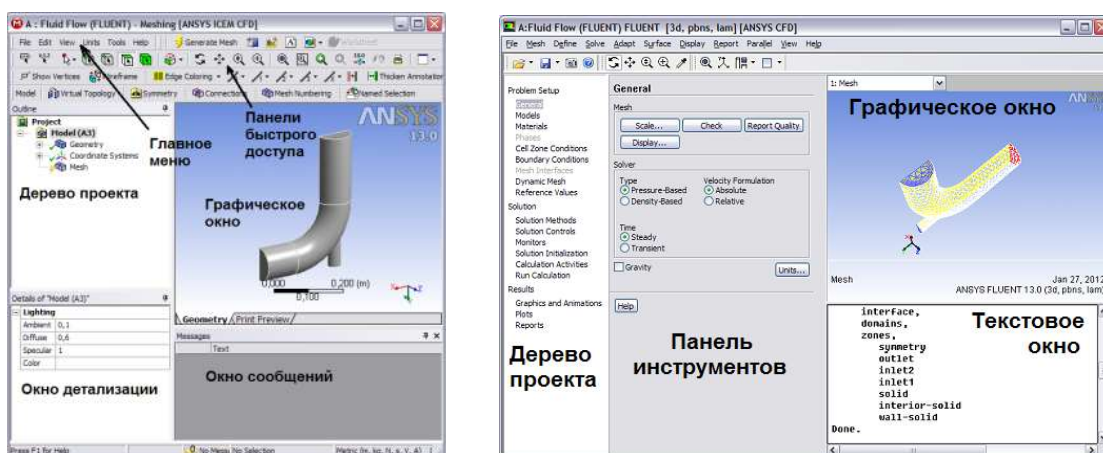 A : Fluid Flow (FLUENT) - Meshing [ANSYS ICEM CFD]
File Edit View Units Tools Help Generate Mesh Worksheet
Show Vertices Wireframe Edge Coloring Thicken Annotation
Model Virtual Topology Symmetry Connections Mesh Numbering Named Selection
Outline
Project
Model (A3)
Geometry
Coordinate Systems
Mesh
Главное
меню
Панели
быстрого
доступа
ANSYS
13.0
Дерево проекта
Графическое
окно
0,000
0,100
0,200 (m)
Details of "Model (A3)"
Lighting
Ambient 0,1
Diffuse 0,6
Specular 1
Color
Окно детализации
Geometry Print Preview
Messages
Text
Окно сообщений
Press F1 for Help No Messa No Selection Metric (m, kg, N, s, V, A)
A:Fluid Flow (FLUENT) FLUENT [3d, pbns, lam] [ANSYS CFD]
File Mesh Define Solve Adapt Surface Display Report Parallel View Help
Problem Setup
General
Models
Materials
Phases
Cell Zone Conditions
Boundary Conditions
Mesh Interfaces
Dynamic Mesh
Reference Values
Solution
Solution Methods
Solution Controls
Monitors
Solution Initialization
Calculation Activities
Run Calculation
Results
Graphics and Animations
Plots
Reports
Дерево
проекта
General
Mesh
Scale... Check Report Quality
Display...
Solver
Type Velocity Formulation
Pressure-Based Absolute
Density-Based Relative
Time
Steady
Transient
Gravity Units...
Help
Панель
инструментов
1: Mesh
Графическое окно
Mesh Jan 27, 2012
ANSYS FLUENT 13.0 (3d, pbns, lam)
interface,
domains,
zones,
symmetry
outlet
inlet2
inlet1
solid
interior-solid
wall-solid
Done.
Текстовое
окно